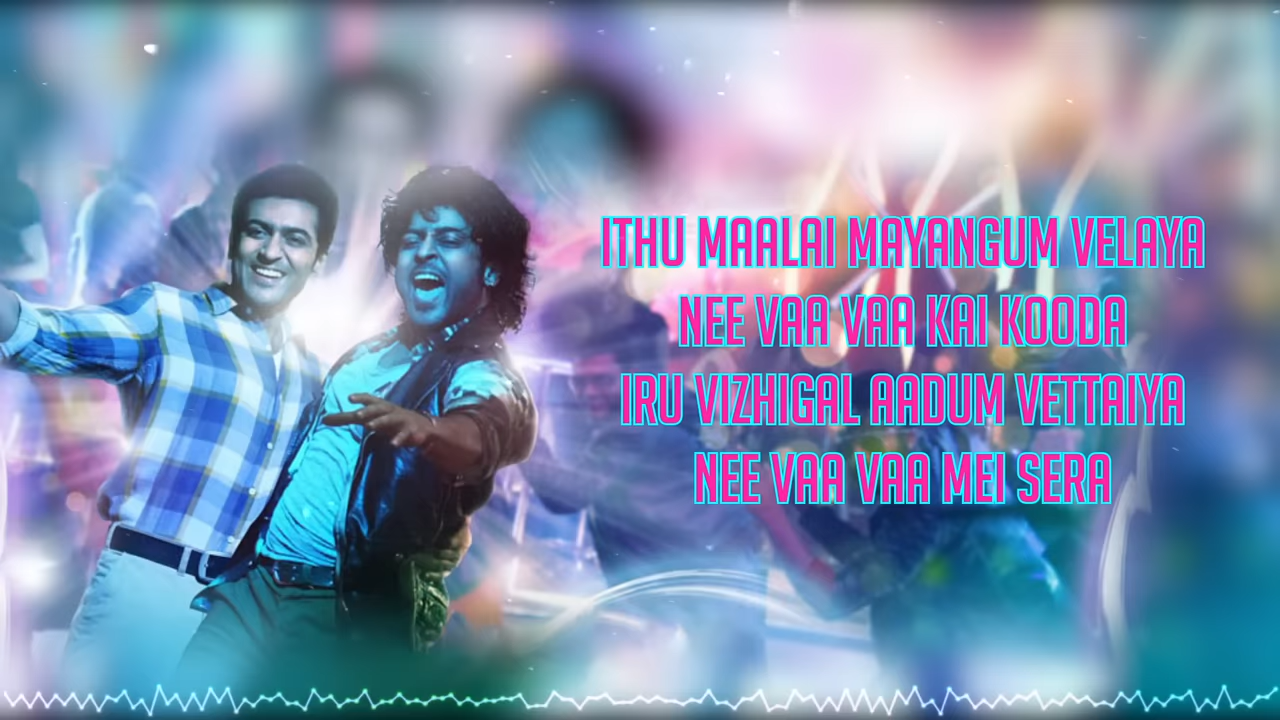 ITHU MAALAI MAYANGUM VELAYA
NEE VAA VAA KAI KOODA
IRU VIZHIGAL AADUM VETTAIYA
NEE VAA VAA MEI SERA